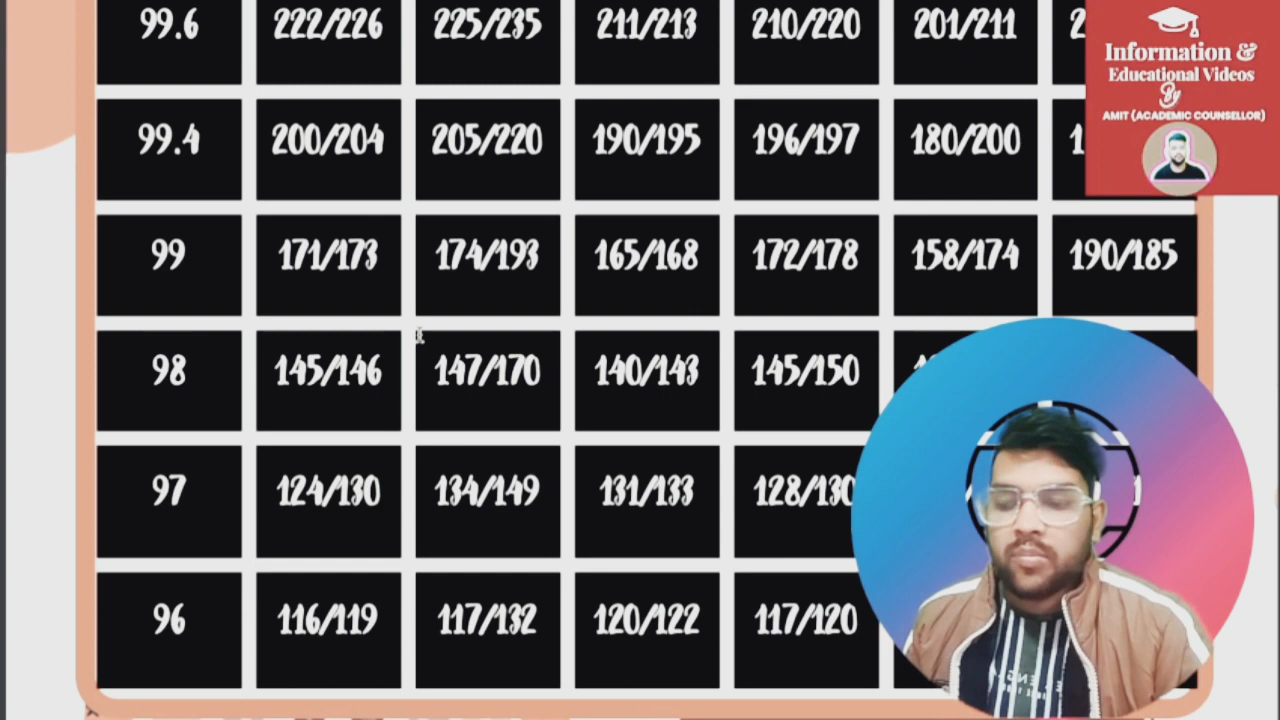 99.6 222/226 225/235 211/213 210/220 201/211
99.4 200/204 205/220 190/195 196/197 180/200
99 171/173 174/193 165/168 172/178 158/174 190/185
98 145/146 147/170 140/143 145/150
97 124/130 134/149 131/133 128/130
96 116/119 117/132 120/122 117/120
Information &
Educational Videos
By
AMIT (ACADEMIC COUNSELLOR)